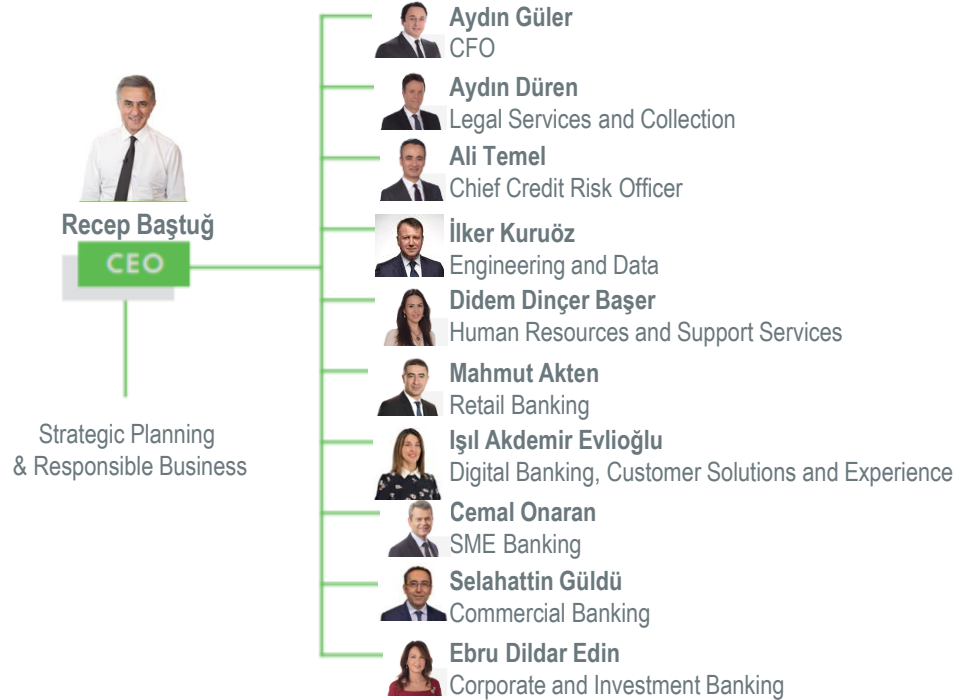 Recep Baştuğ
CEO
Strategic Planning
& Responsible Business
Aydın Güler
CFO
Aydın Düren
Legal Services and Collection
Ali Temel
Chief Credit Risk Officer
İlker Kuruöz
Engineering and Data
Didem Dinçer Başer
Human Resources and Support Services
Mahmut Akten
Retail Banking
Işıl Akdemir Evlioğlu
Digital Banking, Customer Solutions and Experience
Cemal Onaran
SME Banking
Selahattin Güldü
Commercial Banking
Ebru Dildar Edin
Corporate and Investment Banking